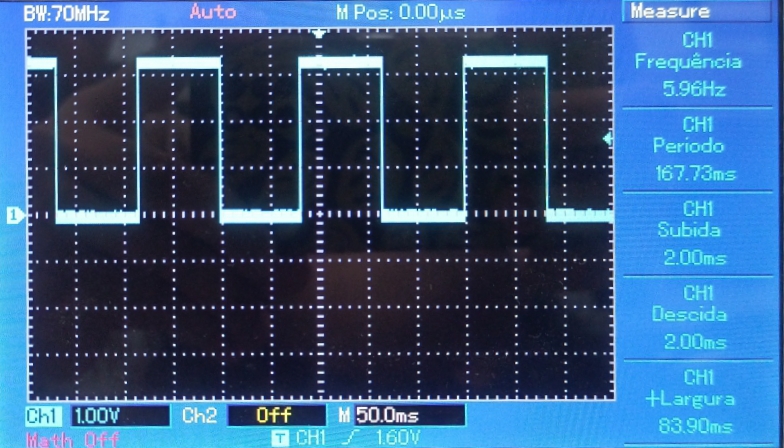 BW:70MHz Auto M Pos: 0.00µs Measure
CH1
Frequência
5.96Hz
CH1
Periodo
167.73ms
1
CH1
Subida
2.00ms
CH1
Descida
2.00ms
CH1
+Largura
83.90ms
Ch1 1.00V Ch2 Off M 50.0ms
Math Off T CH1 1.60V